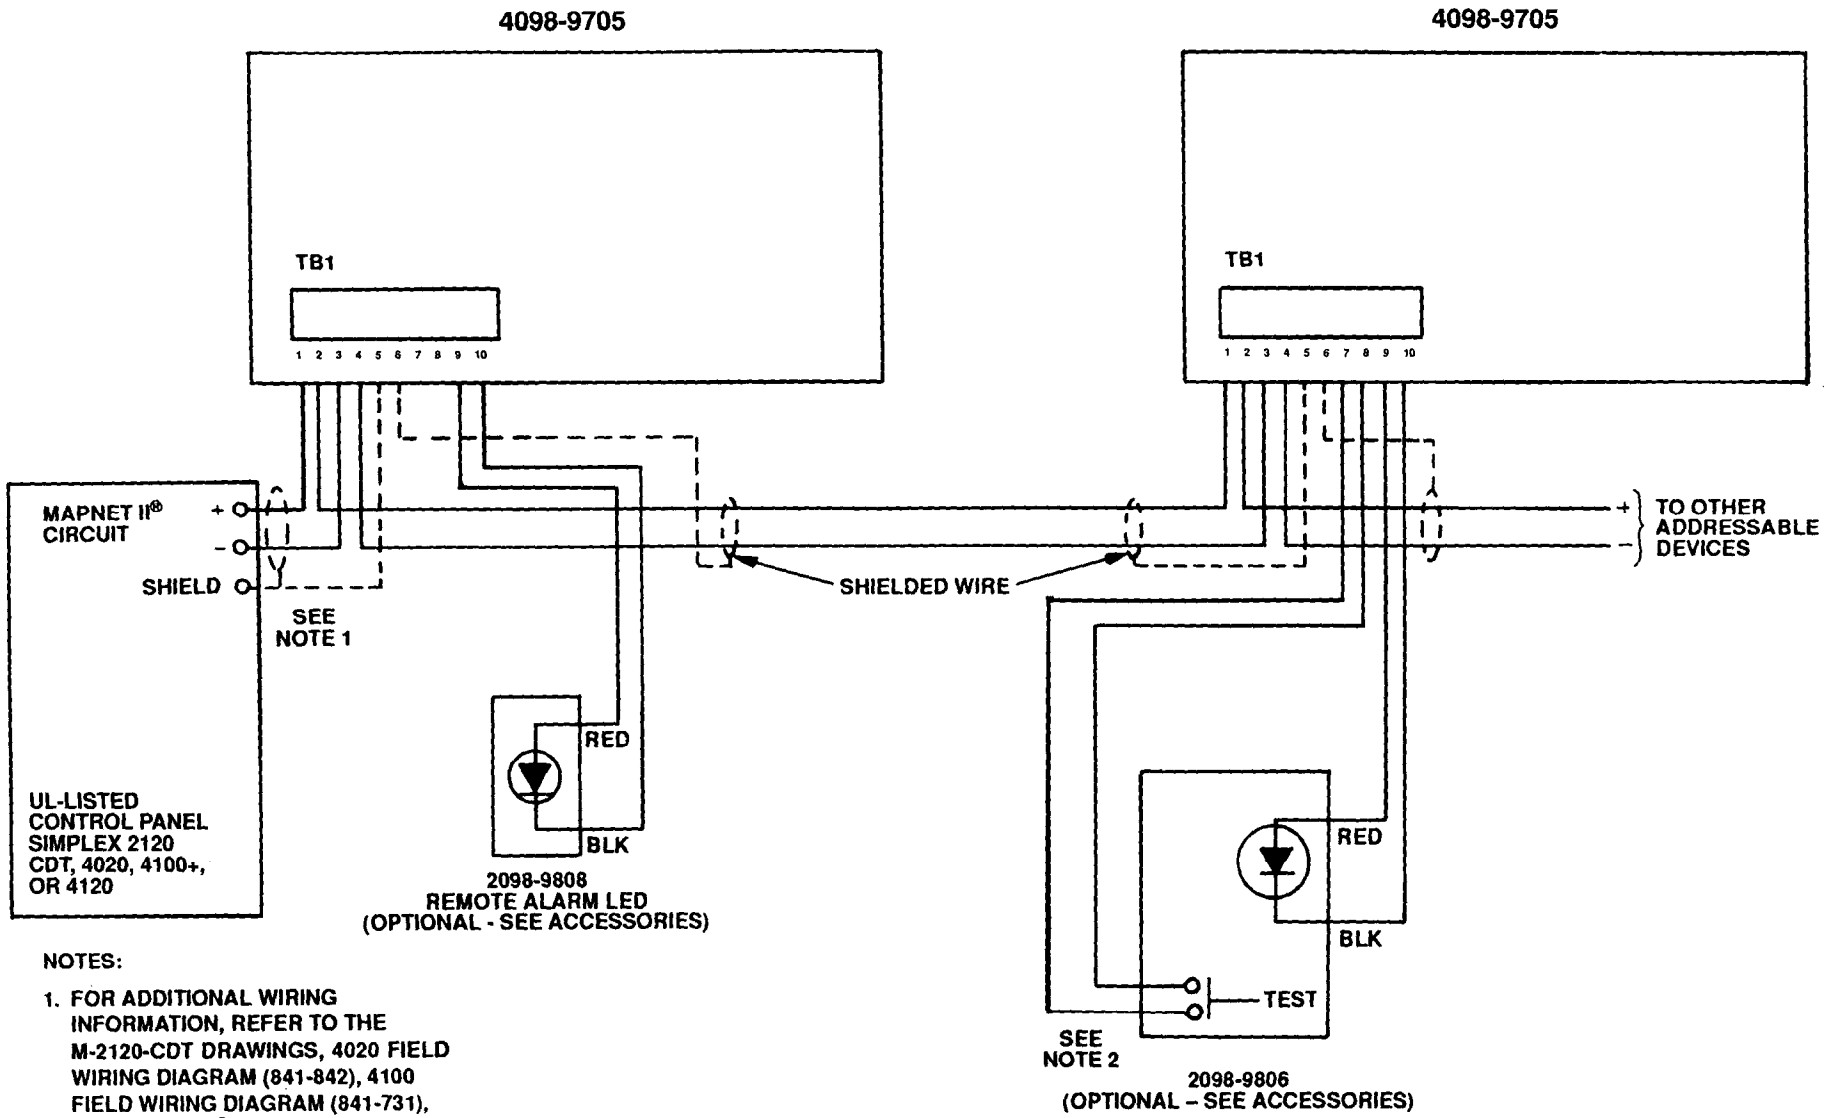 4098-9705
4098-9705
TB1
1 2 3 4 5 6 7 8 9 10
TB1
1 2 3 4 5 6 7 8 9 10
MAPNET II® +
CIRCUIT
–
SHIELD
SEE
NOTE 1
UL-LISTED
CONTROL PANEL
SIMPLEX 2120
CDT, 4020, 4100+,
OR 4120
SHIELDED WIRE
+
–
TO OTHER
ADDRESSABLE
DEVICES
RED
BLK
2098-9808
REMOTE ALARM LED
(OPTIONAL - SEE ACCESSORIES)
RED
BLK
TEST
SEE
NOTE 2
2098-9806
(OPTIONAL – SEE ACCESSORIES)
NOTES:
1. FOR ADDITIONAL WIRING
INFORMATION, REFER TO THE
M-2120-CDT DRAWINGS, 4020 FIELD
WIRING DIAGRAM (841-842), 4100
FIELD WIRING DIAGRAM (841-731),